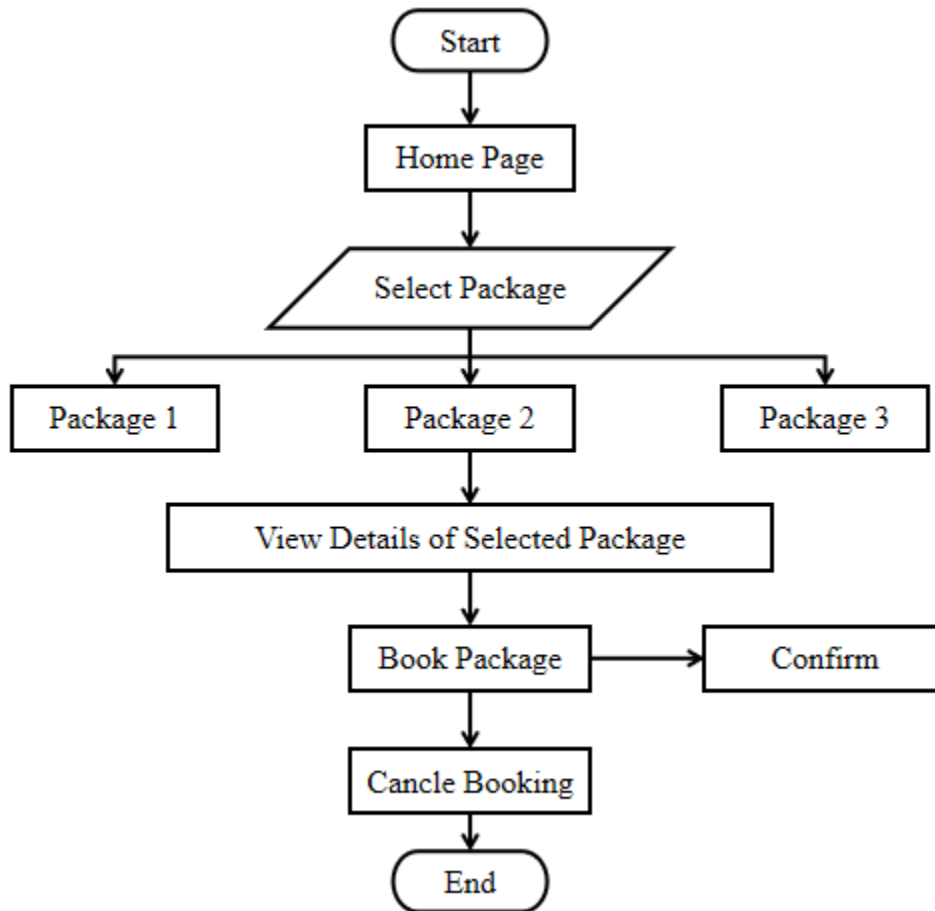 Start
Home Page
Select Package
Package 1
Package 2
Package 3
View Details of Selected Package
Book Package
Confirm
Cancle Booking
End